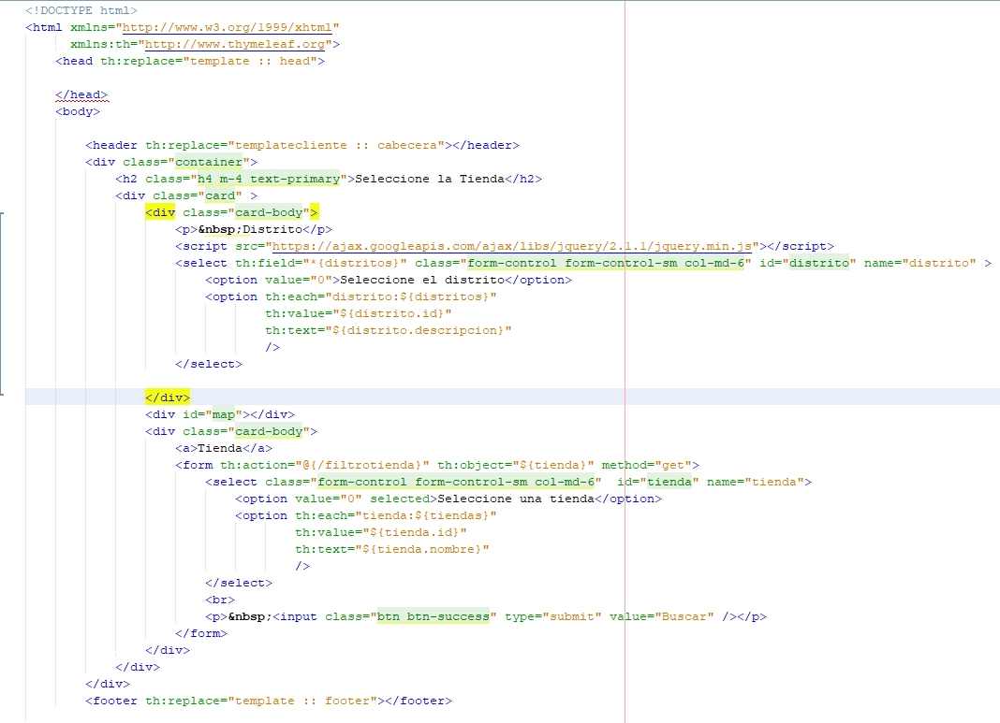 <!DOCTYPE html>
<html xmlns="http://www.w3.org/1999/xhtml"
      xmlns:th="http://www.thymeleaf.org">
    <head th:replace="template :: head">
    </head>
    <body>
        <header th:replace="templatecliente :: cabecera"></header>
        <div class="container">
            <h2 class="h4 m-4 text-primary">Seleccione la Tienda</h2>
            <div class="card" >
                <div class="card-body">
                    <p>&nbsp;Distrito</p>
                    <script src="https://ajax.googleapis.com/ajax/libs/jquery/2.1.1/jquery.min.js"></script>
                    <select th:field="*{distritos}" class="form-control form-control-sm col-md-6" id="distrito" name="distrito" >
                        <option value="0">Seleccione el distrito</option>
                        <option th:each="distrito:${distritos}"
                                th:value="${distrito.id}"
                                th:text="${distrito.descripcion}"
                                />
                    </select>
                </div>
                <div id="map"></div>
                <div class="card-body">
                    <a>Tienda</a>
                    <form th:action="@{/filtrotienda}" th:object="${tienda}" method="get">
                        <select class="form-control form-control-sm col-md-6"  id="tienda" name="tienda">
                            <option value="0" selected>Seleccione una tienda</option>
                            <option th:each="tienda:${tiendas}"
                                    th:value="${tienda.id}"
                                    th:text="${tienda.nombre}"
                                    />
                        </select>
                        <br>
                        <p>&nbsp;<input class="btn btn-success" type="submit" value="Buscar" /></p>
                    </form>
                </div>
            </div>
        </div>
        <footer th:replace="template :: footer"></footer>